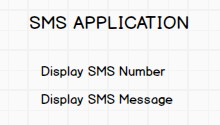 SMS APPLICATION
Display SMS Number
Display SMS Message